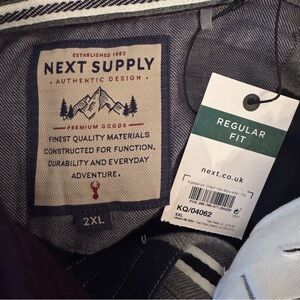 ESTABLISHED 1982
NEXT SUPPLY
• AUTHENTIC DESIGN •
PREMIUM GOODS
FINEST QUALITY MATERIALS
CONSTRUCTED FOR FUNCTION,
DURABILITY AND EVERYDAY
ADVENTURE.
2XL
REGULAR
FIT
next.co.uk
KQ/04062
XXL